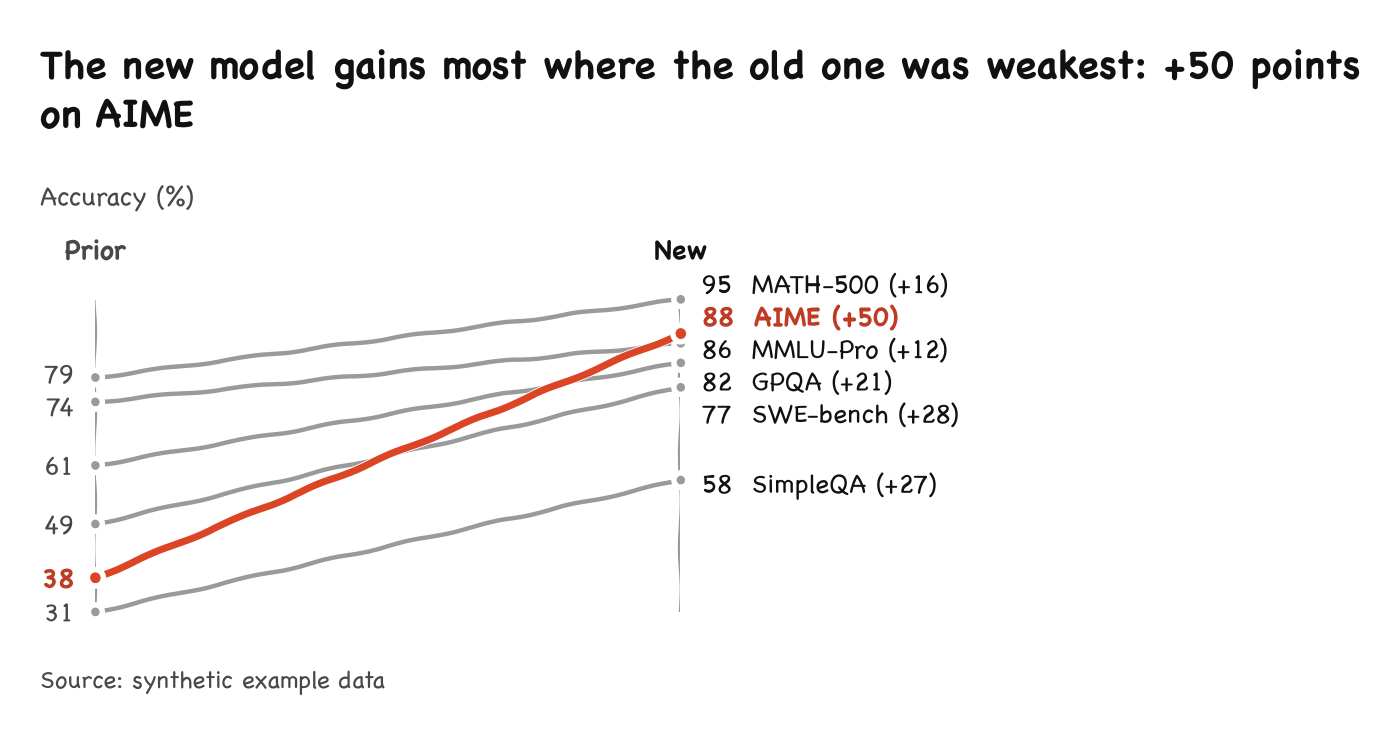 The new model gains most where the old one was weakest: +50 points
on AIME
Accuracy (%)
Prior
New
95 MATH-500 (+16)
88 AIME (+50)
86 MMLU-Pro (+12)
82 GPQA (+21)
77 SWE-bench (+28)
58 SimpleQA (+27)
79
74
61
49
38
31
Source: synthetic example data